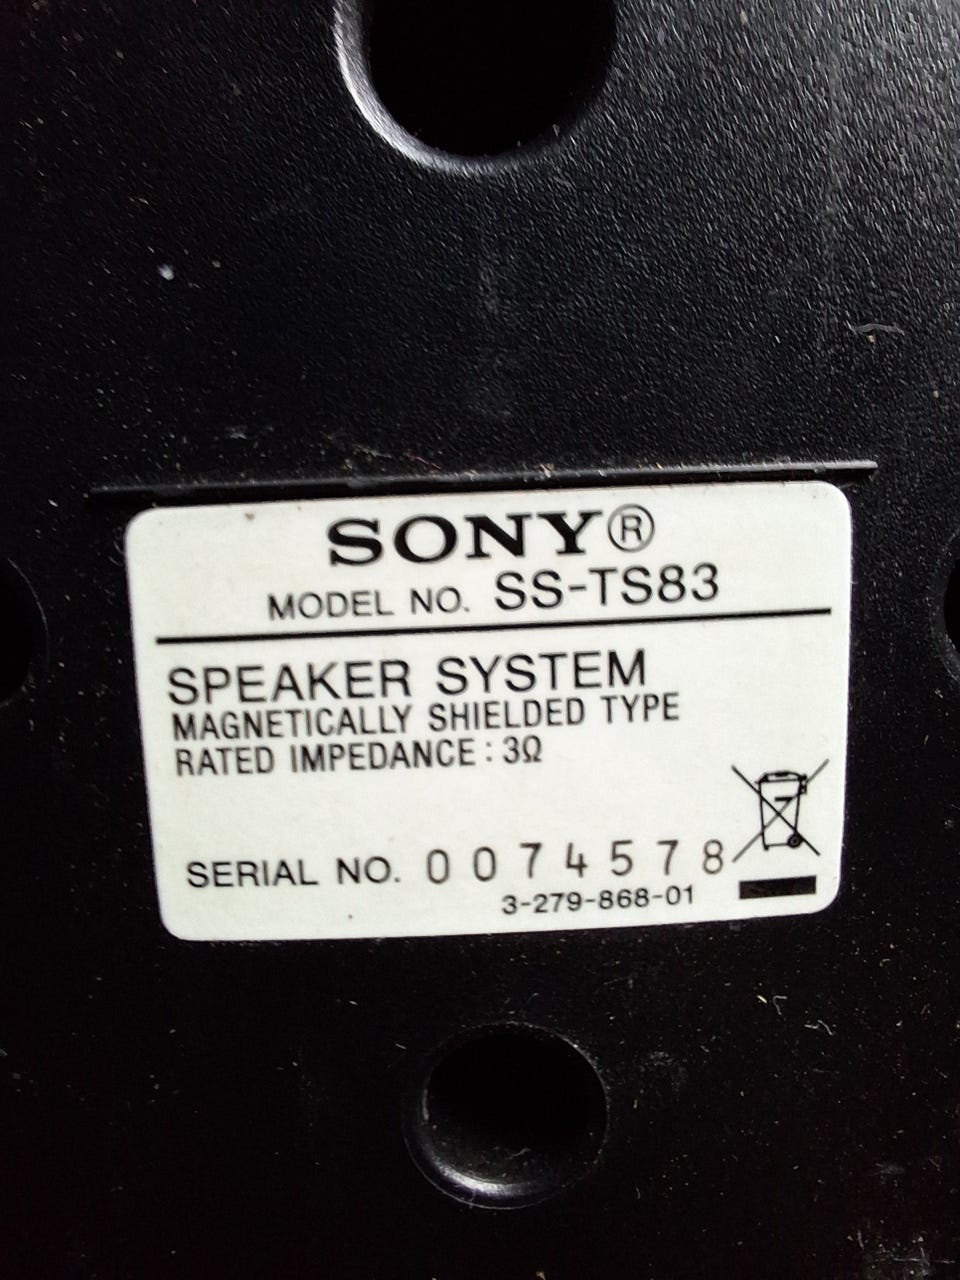 SONY®
MODEL NO. SS-TS83
SPEAKER SYSTEM
MAGNETICALLY SHIELDED TYPE
RATED IMPEDANCE : 3Ω
SERIAL NO. 0074578
3-279-868-01